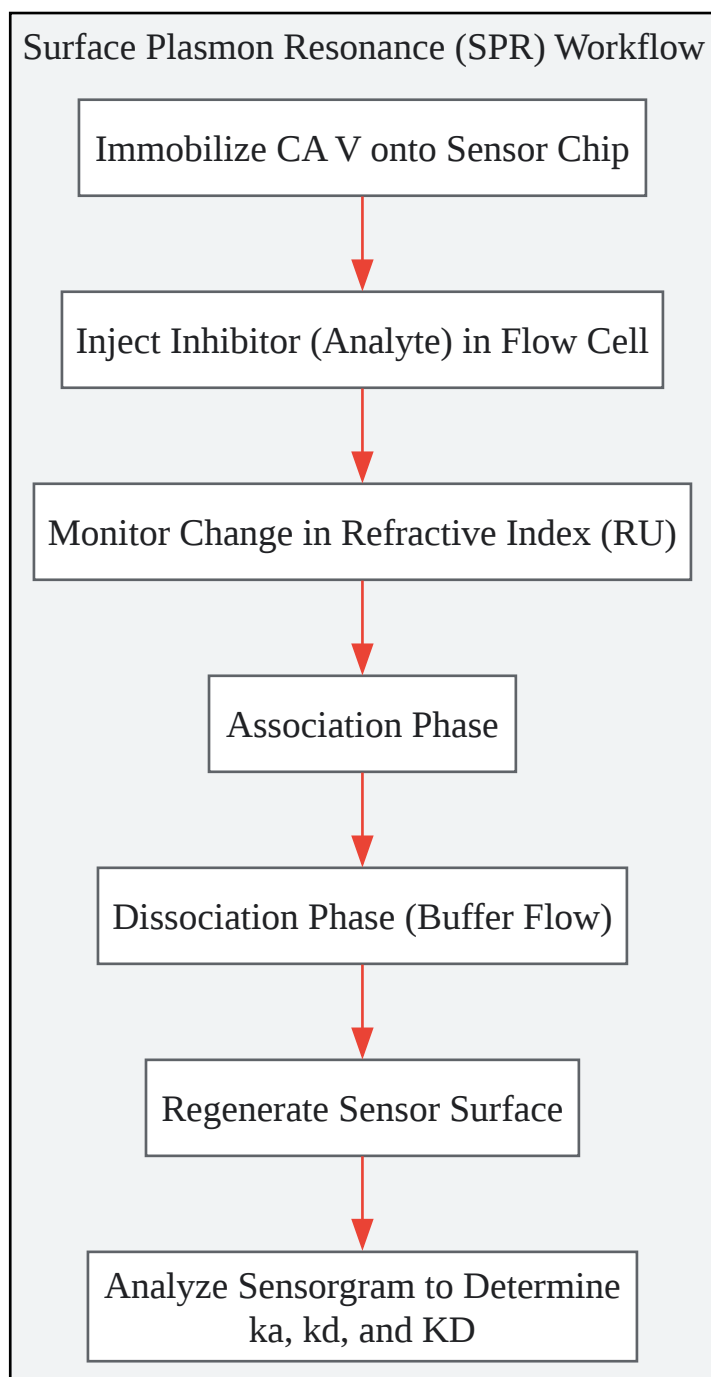 Surface Plasmon Resonance (SPR) Workflow
Immobilize CA V onto Sensor Chip
Inject Inhibitor (Analyte) in Flow Cell
Monitor Change in Refractive Index (RU)
Association Phase
Dissociation Phase (Buffer Flow)
Regenerate Sensor Surface
Analyze Sensorgram to Determine
ka, kd, and KD